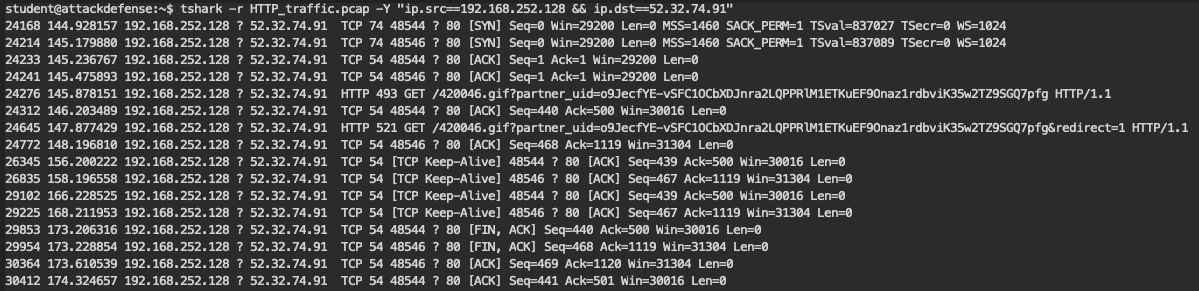 student@attackdefense:~$ tshark -r HTTP_traffic.pcap -Y "ip.src==192.168.252.128 && ip.dst==52.32.74.91"
24168 144.928157 192.168.252.128 ? 52.32.74.91  TCP 74 48544 ? 80 [SYN] Seq=0 Win=29200 Len=0 MSS=1460 SACK_PERM=1 TSval=837027 TSecr=0 WS=1024
24214 145.179880 192.168.252.128 ? 52.32.74.91  TCP 74 48546 ? 80 [SYN] Seq=0 Win=29200 Len=0 MSS=1460 SACK_PERM=1 TSval=837089 TSecr=0 WS=1024
24233 145.236767 192.168.252.128 ? 52.32.74.91  TCP 54 48544 ? 80 [ACK] Seq=1 Ack=1 Win=29200 Len=0
24241 145.475893 192.168.252.128 ? 52.32.74.91  TCP 54 48546 ? 80 [ACK] Seq=1 Ack=1 Win=29200 Len=0
24276 145.878151 192.168.252.128 ? 52.32.74.91  HTTP 493 GET /420046.gif?partner_uid=o9JecfYE-vSFC1OCbXDJnra2LQPPRlM1ETKuEF9Onaz1rdbviK35w2TZ9SGQ7pfg HTTP/1.1
24312 146.203489 192.168.252.128 ? 52.32.74.91  TCP 54 48544 ? 80 [ACK] Seq=440 Ack=500 Win=30016 Len=0
24645 147.877429 192.168.252.128 ? 52.32.74.91  HTTP 521 GET /420046.gif?partner_uid=o9JecfYE-vSFC1OCbXDJnra2LQPPRlM1ETKuEF9Onaz1rdbviK35w2TZ9SGQ7pfg&redirect=1 HTTP/1.1
24772 148.196810 192.168.252.128 ? 52.32.74.91  TCP 54 48546 ? 80 [ACK] Seq=468 Ack=1119 Win=31304 Len=0
26345 156.200222 192.168.252.128 ? 52.32.74.91  TCP 54 [TCP Keep-Alive] 48544 ? 80 [ACK] Seq=439 Ack=500 Win=30016 Len=0
26835 158.196558 192.168.252.128 ? 52.32.74.91  TCP 54 [TCP Keep-Alive] 48546 ? 80 [ACK] Seq=467 Ack=1119 Win=31304 Len=0
29102 166.228525 192.168.252.128 ? 52.32.74.91  TCP 54 [TCP Keep-Alive] 48544 ? 80 [ACK] Seq=439 Ack=500 Win=30016 Len=0
29225 168.211953 192.168.252.128 ? 52.32.74.91  TCP 54 [TCP Keep-Alive] 48546 ? 80 [ACK] Seq=467 Ack=1119 Win=31304 Len=0
29853 173.206316 192.168.252.128 ? 52.32.74.91  TCP 54 48544 ? 80 [FIN, ACK] Seq=440 Ack=500 Win=30016 Len=0
29954 173.228854 192.168.252.128 ? 52.32.74.91  TCP 54 48546 ? 80 [FIN, ACK] Seq=468 Ack=1119 Win=31304 Len=0
30364 173.610539 192.168.252.128 ? 52.32.74.91  TCP 54 48546 ? 80 [ACK] Seq=469 Ack=1120 Win=31304 Len=0
30412 174.324657 192.168.252.128 ? 52.32.74.91  TCP 54 48544 ? 80 [ACK] Seq=441 Ack=501 Win=30016 Len=0